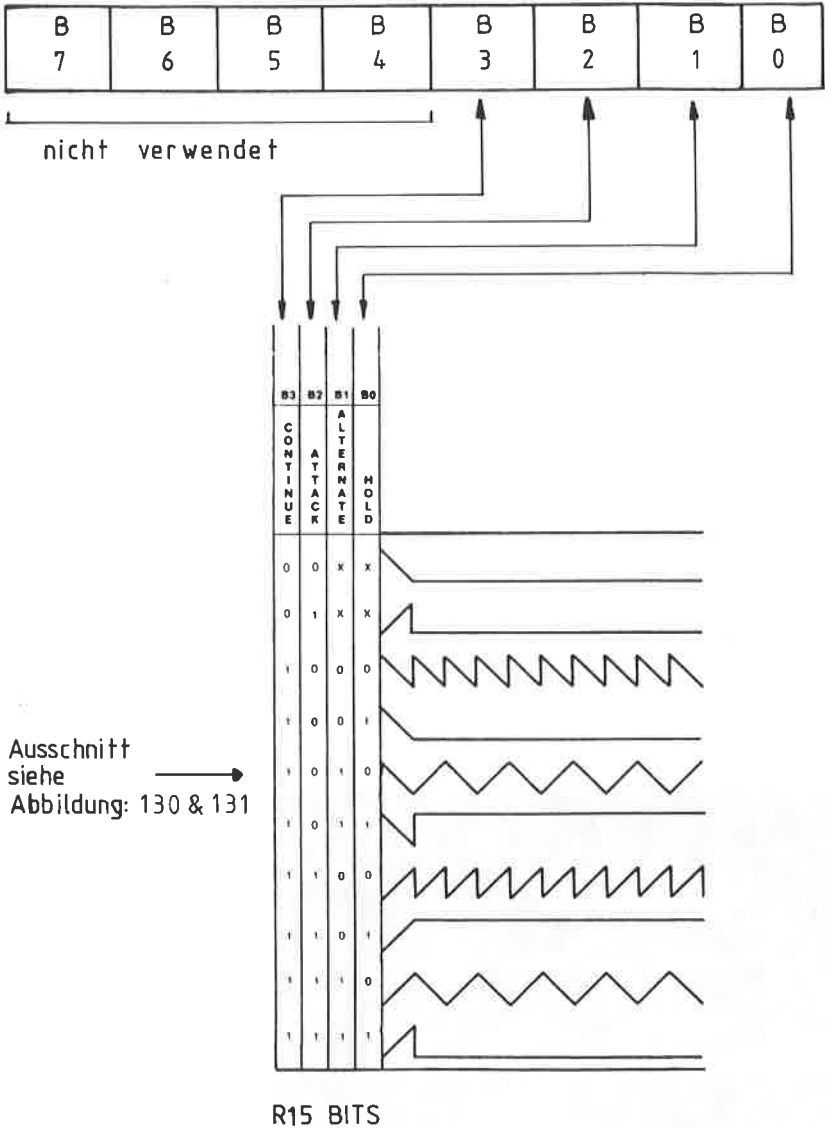 B B B B B B B B
7 6 5 4 3 2 1 0
nicht verwendet
B3 B2 B1 B0
CONTINUE ATTACK ALTERNATE HOLD
0 0 X X
0 1 X X
1 0 0 0
1 0 0 1
1 0 1 0
1 0 1 1
1 1 0 0
1 1 0 1
1 1 1 0
1 1 1 1
Ausschnitt
siehe
Abbildung: 130 & 131
R15 BITS